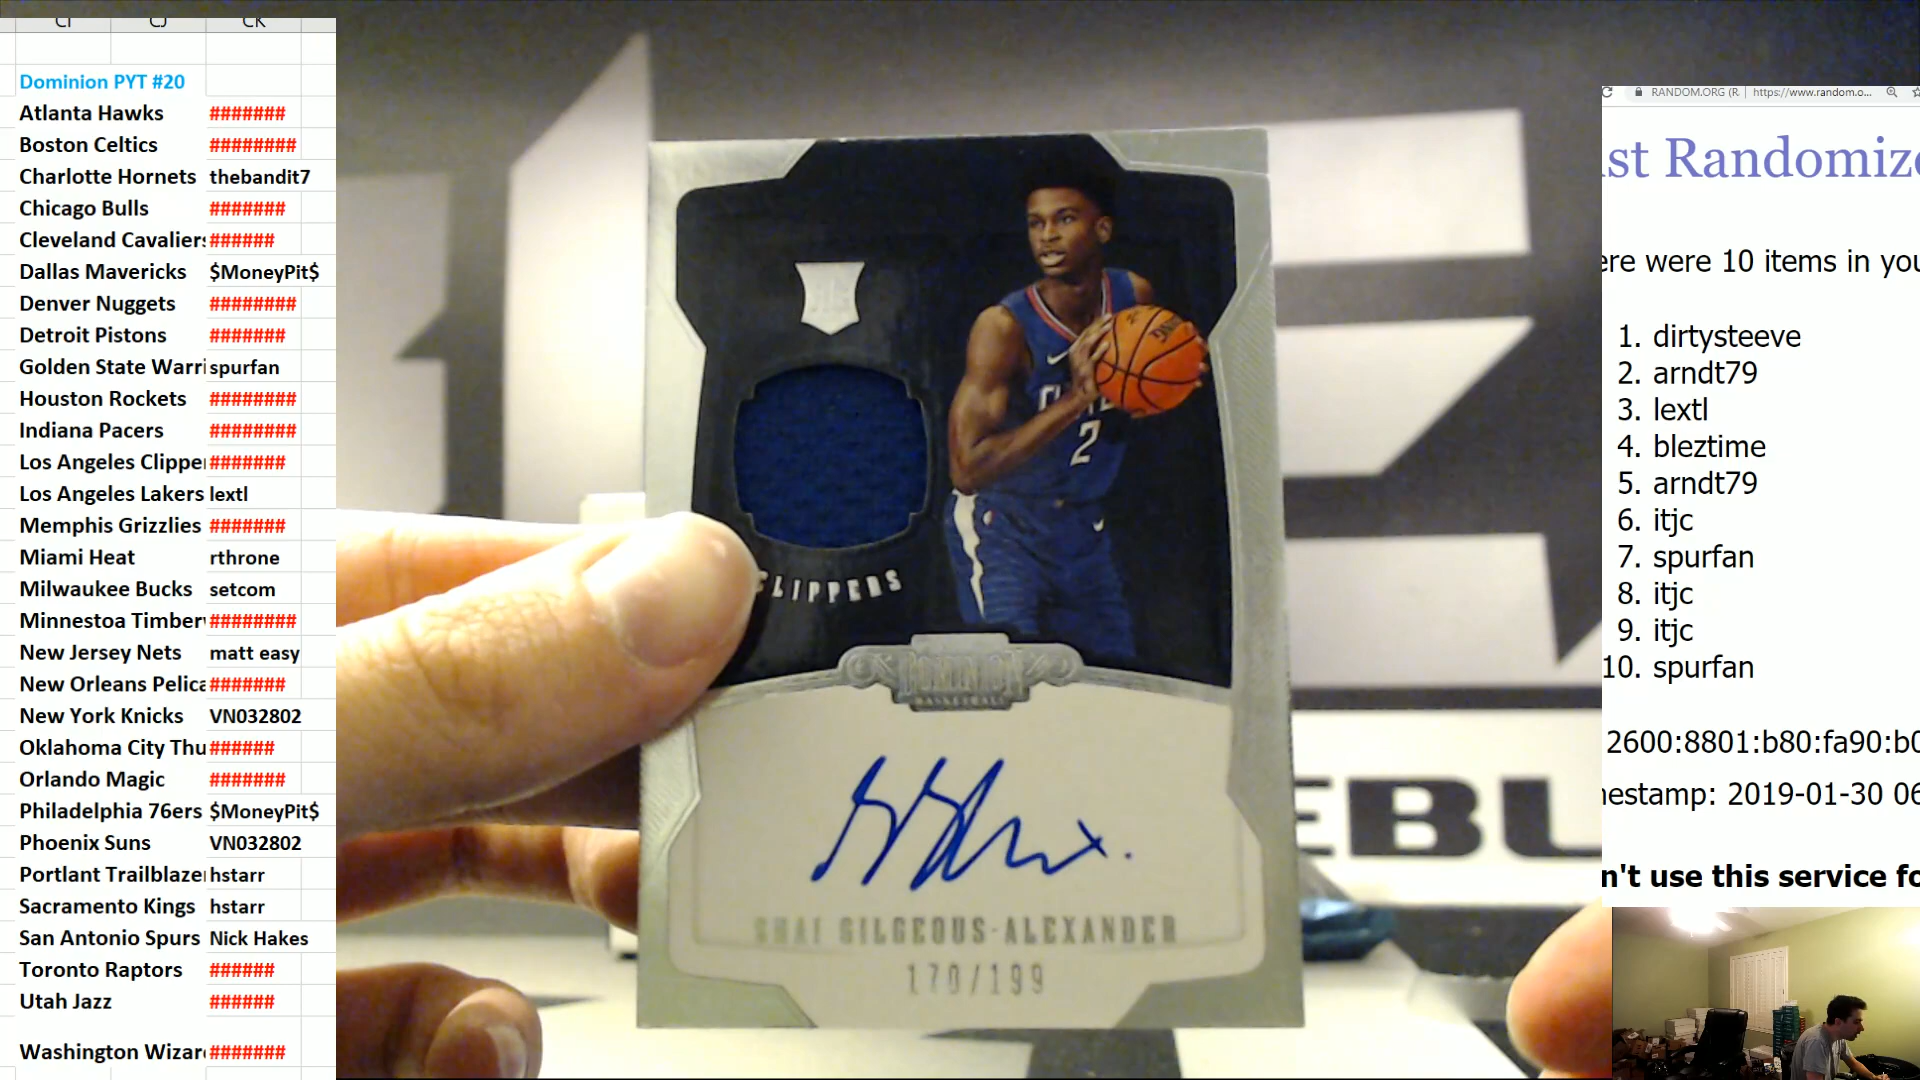 CI CJ CK
Dominion PYT #20
Atlanta Hawks #######
Boston Celtics ########
Charlotte Hornets thebandit7
Chicago Bulls #######
Cleveland Cavaliers ######
Dallas Mavericks $MoneyPit$
Denver Nuggets ########
Detroit Pistons #######
Golden State Warri spurfan
Houston Rockets ########
Indiana Pacers ########
Los Angeles Clippe #######
Los Angeles Lakers lextl
Memphis Grizzlies #######
Miami Heat rthrone
Milwaukee Bucks setcom
Minnestoa Timber ########
New Jersey Nets matt easy
New Orleans Pelica #######
New York Knicks VN032802
Oklahoma City Thu ######
Orlando Magic #######
Philadelphia 76ers $MoneyPit$
Phoenix Suns VN032802
Portlant Trailblaze hstarr
Sacramento Kings hstarr
San Antonio Spurs Nick Hakes
Toronto Raptors ######
Utah Jazz ######
Washington Wizar #######
2
CLIPPERS
DOMINION
BASKETBALL
SHAI GILGEOUS-ALEXANDER
170/199
EBU
RANDOM.ORG (R https://www.random.o...
st Randomize
ere were 10 items in you
1. dirtysteeve
2. arndt79
3. lextl
4. bleztime
5. arndt79
6. itjc
7. spurfan
8. itjc
9. itjc
10. spurfan
2600:8801:b80:fa90:b0
nestamp: 2019-01-30 06
n't use this service fo